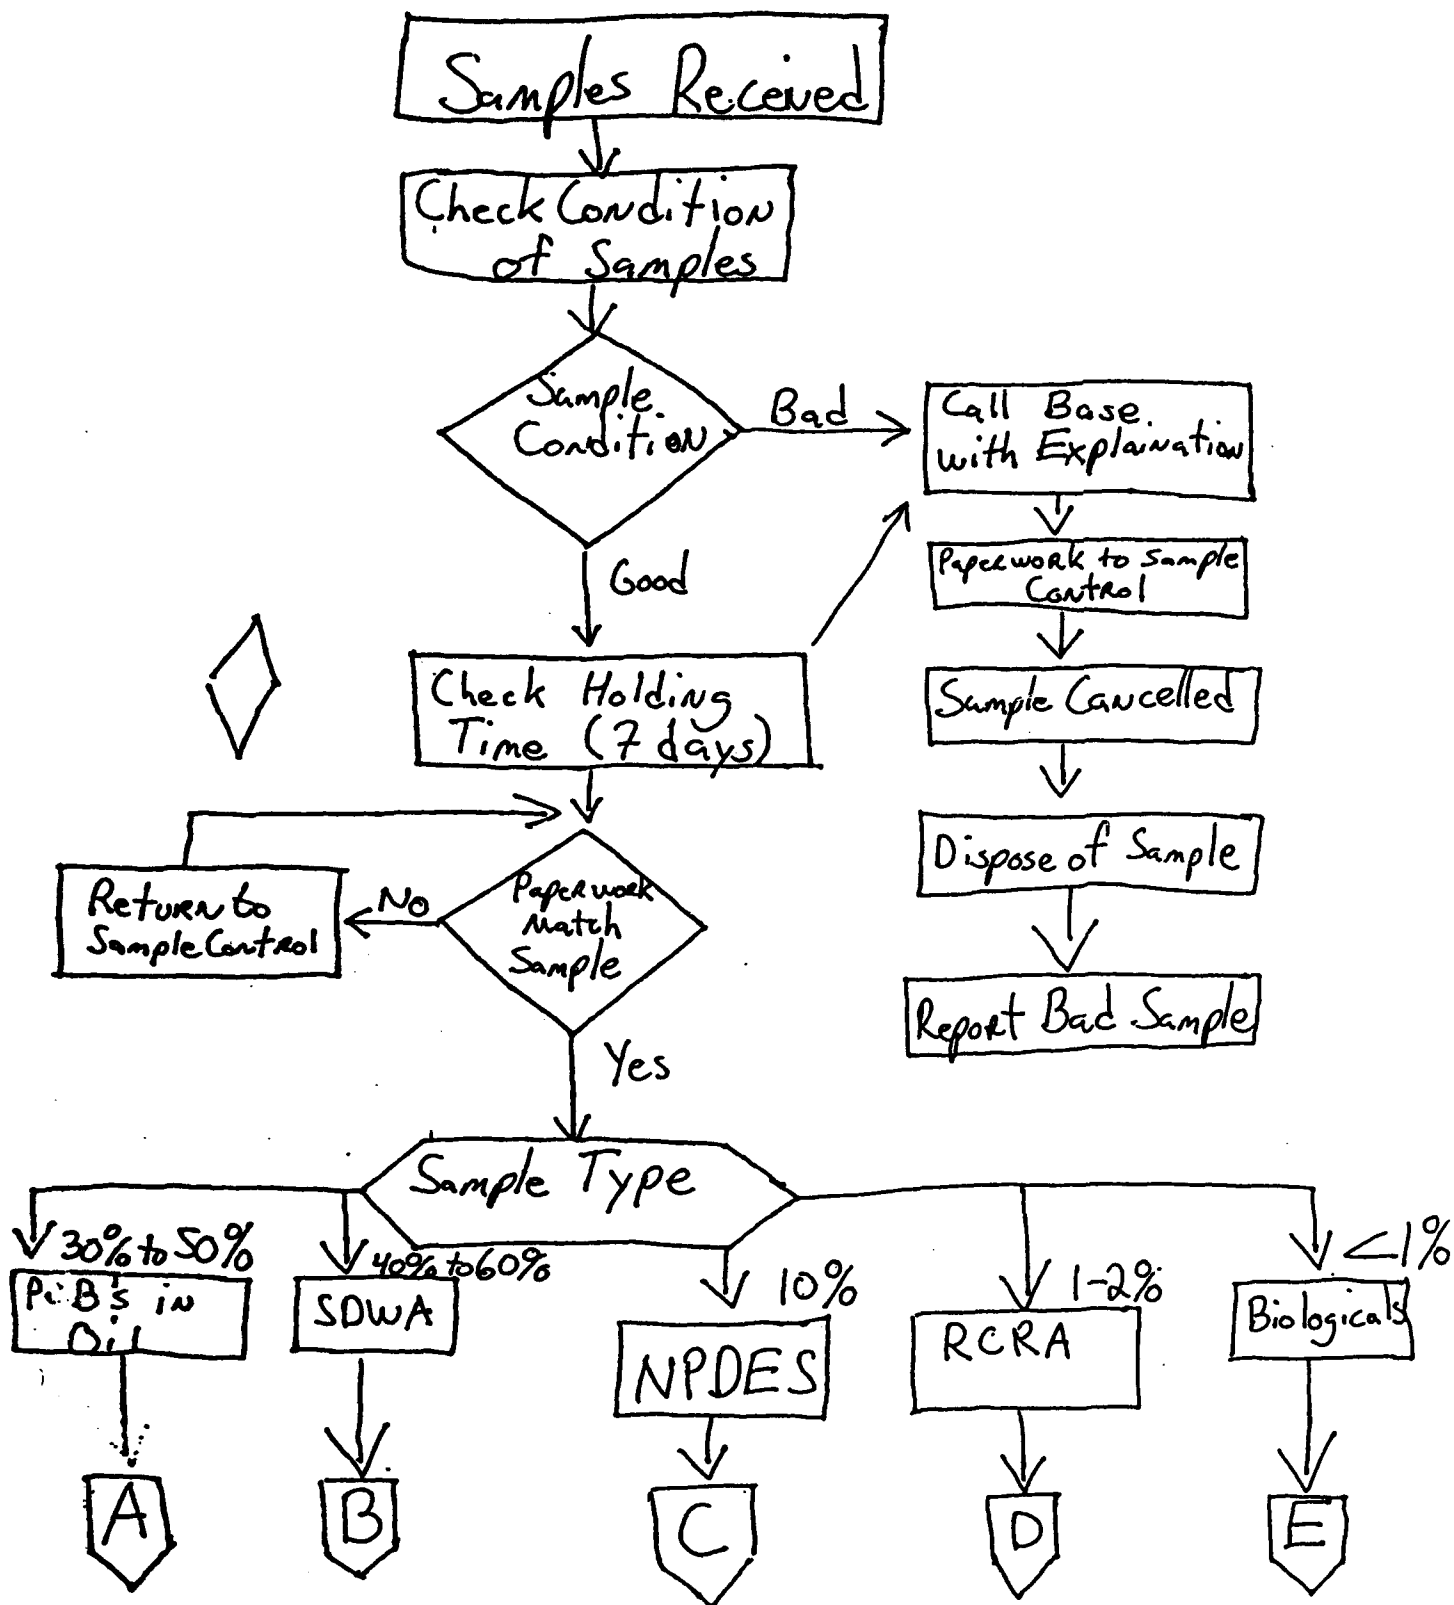 Samples Received
Check Condition
of Samples
Sample
Condition
Bad
Call Base
with Explaination
Good
Paperwork to Sample
Control
Check Holding
Time (7 days)
Sample Cancelled
Dispose of Sample
Return to
Sample Control
No
Paperwork
Match
Sample
Report Bad Sample
Yes
Sample Type
30% to 50%
PCB's in
Oil
40% to 60%
SDWA
10%
NPDES
1-2%
RCRA
<1%
Biologicals
A
B
C
D
E